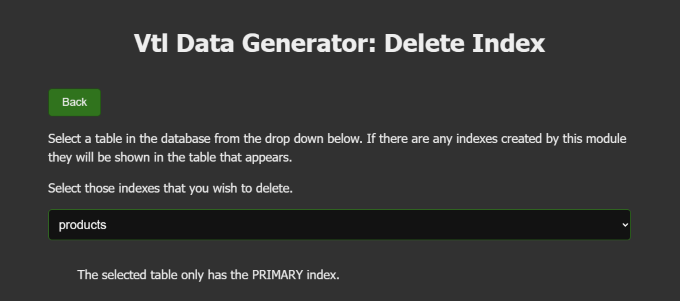 Vtl Data Generator: Delete Index
Back
Select a table in the database from the drop down below. If there are any indexes created by this module
they will be shown in the table that appears.
Select those indexes that you wish to delete.
products
The selected table only has the PRIMARY index.